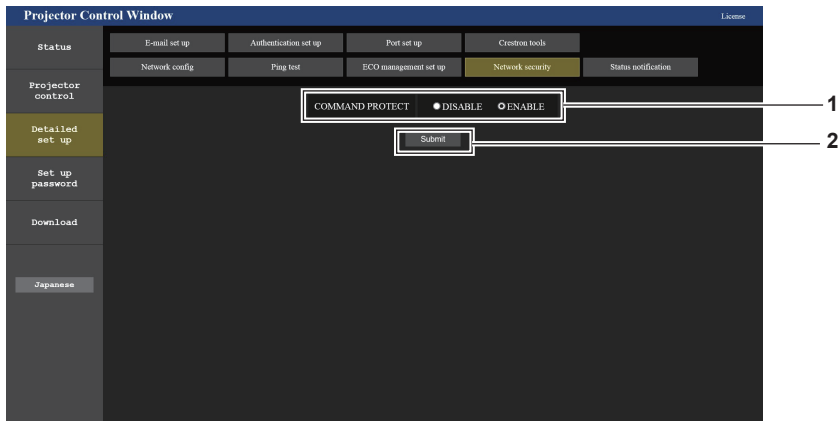 Projector Control Window
License
Status
E-mail set up
Authentication set up
Port set up
Crestron tools
Network config
Ping test
ECO management set up
Network security
Status notification
Projector
control
COMMAND PROTECT DISABLE ENABLE
1
Detailed
set up
Submit
2
Set up
password
Download
Japanese